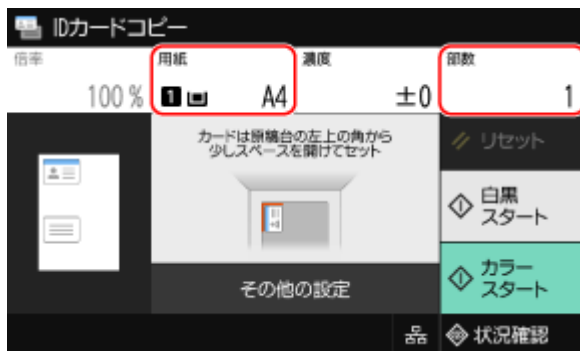 IDカードコピー
倍率
用紙
濃度
部数
100 %
1
A4
±0
1
カードは原稿台の左上の角から
少しスペースを開けてセット
リセット
白黒
スタート
カラー
スタート
その他の設定
状況確認